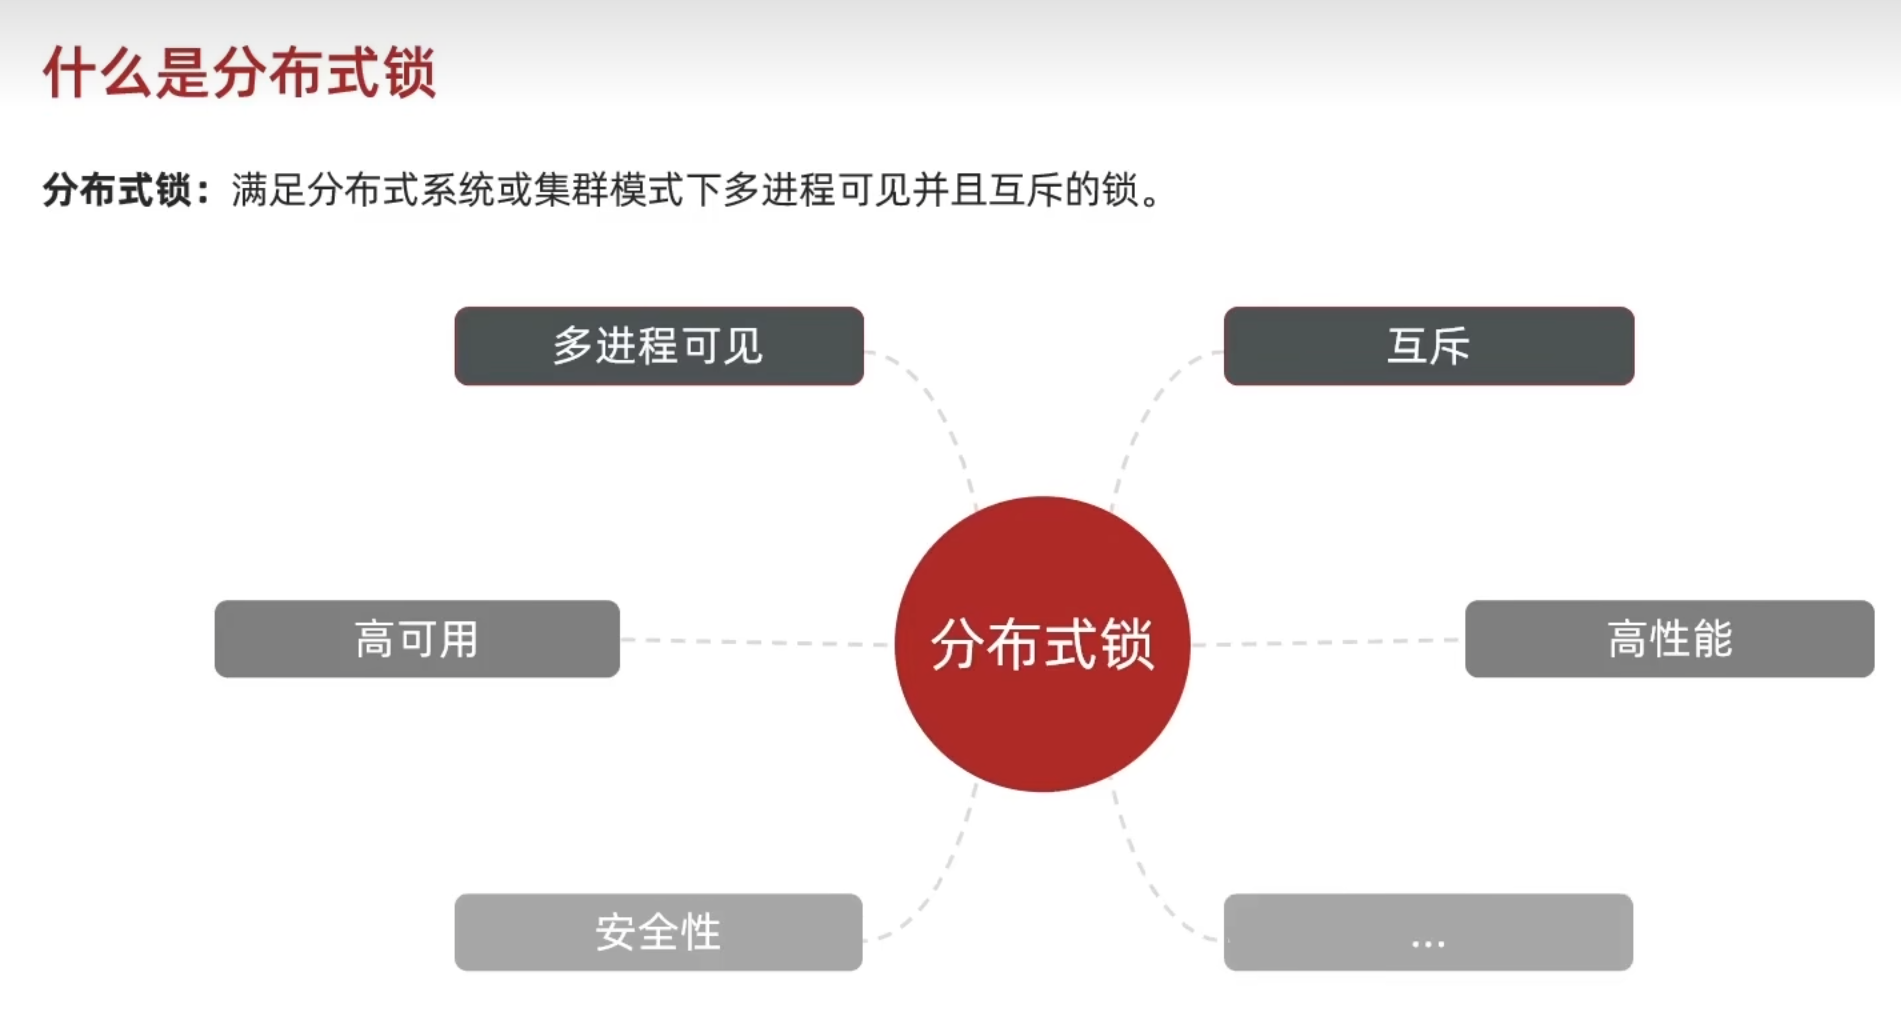 什么是分布式锁
分布式锁：满足分布式系统或集群模式下多进程可见并且互斥的锁。
多进程可见
互斥
高可用
分布式锁
高性能
安全性
...